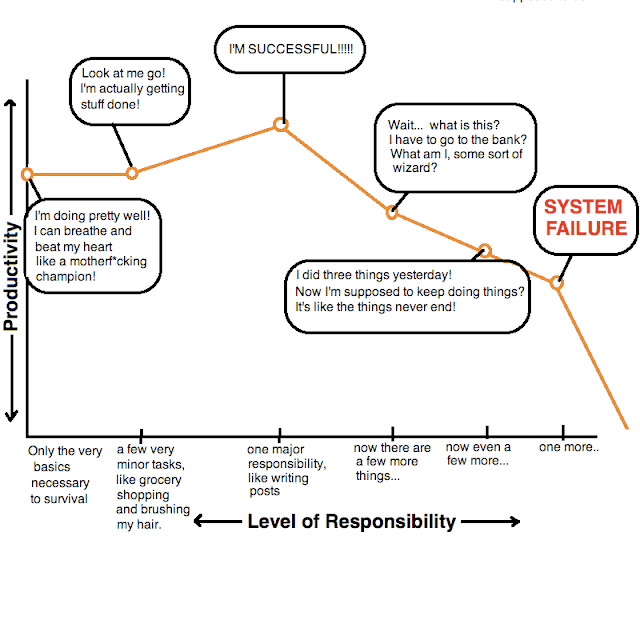 I'M SUCCESSFUL!!!!!
Look at me go!
I'm actually getting
stuff done!
Wait... what is this?
I have to go to the bank?
What am I, some sort of
wizard?
SYSTEM
FAILURE
I'm doing pretty well!
I can breathe and
beat my heart
like a motherf*cking
champion!
I did three things yesterday!
Now I'm supposed to keep doing things?
It's like the things never end!
Productivity
Only the very
basics
necessary
to survival
a few very
minor tasks,
like grocery
shopping
and brushing
my hair.
one major
responsibility,
like writing
posts
now there are
a few more
things...
now even a
few more...
one more..
Level of Responsibility